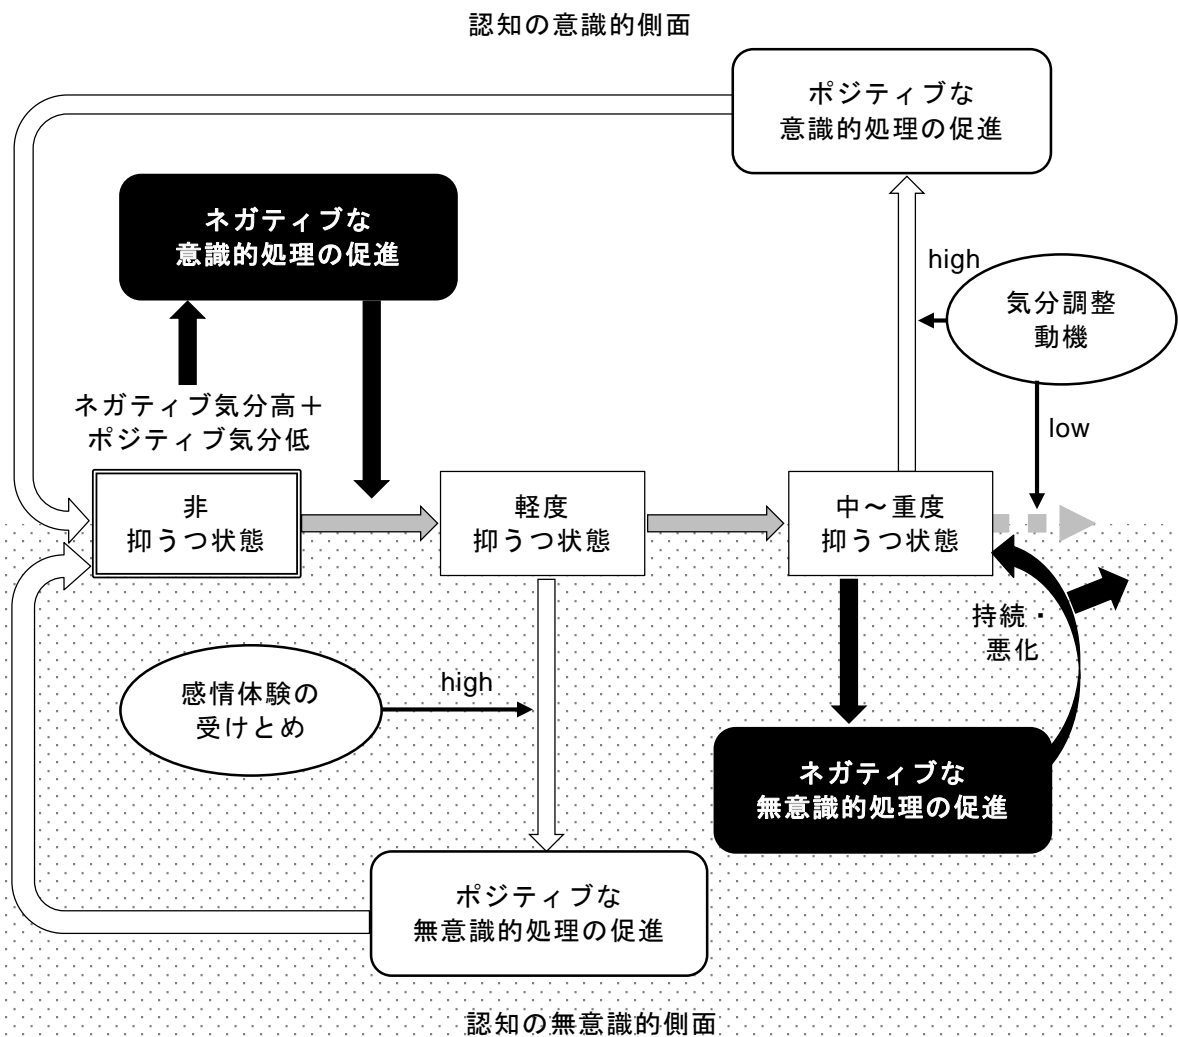 認知の意識的側面
ポジティブな
意識的処理の促進
ネガティブな
意識的処理の促進
high
気分調整
動機
ネガティブ気分高＋
ポジティブ気分低
low
非
抑うつ状態
軽度
抑うつ状態
中～重度
抑うつ状態
持続・
悪化
感情体験の
受けとめ
high
ネガティブな
無意識的処理の促進
ポジティブな
無意識的処理の促進
認知の無意識的側面